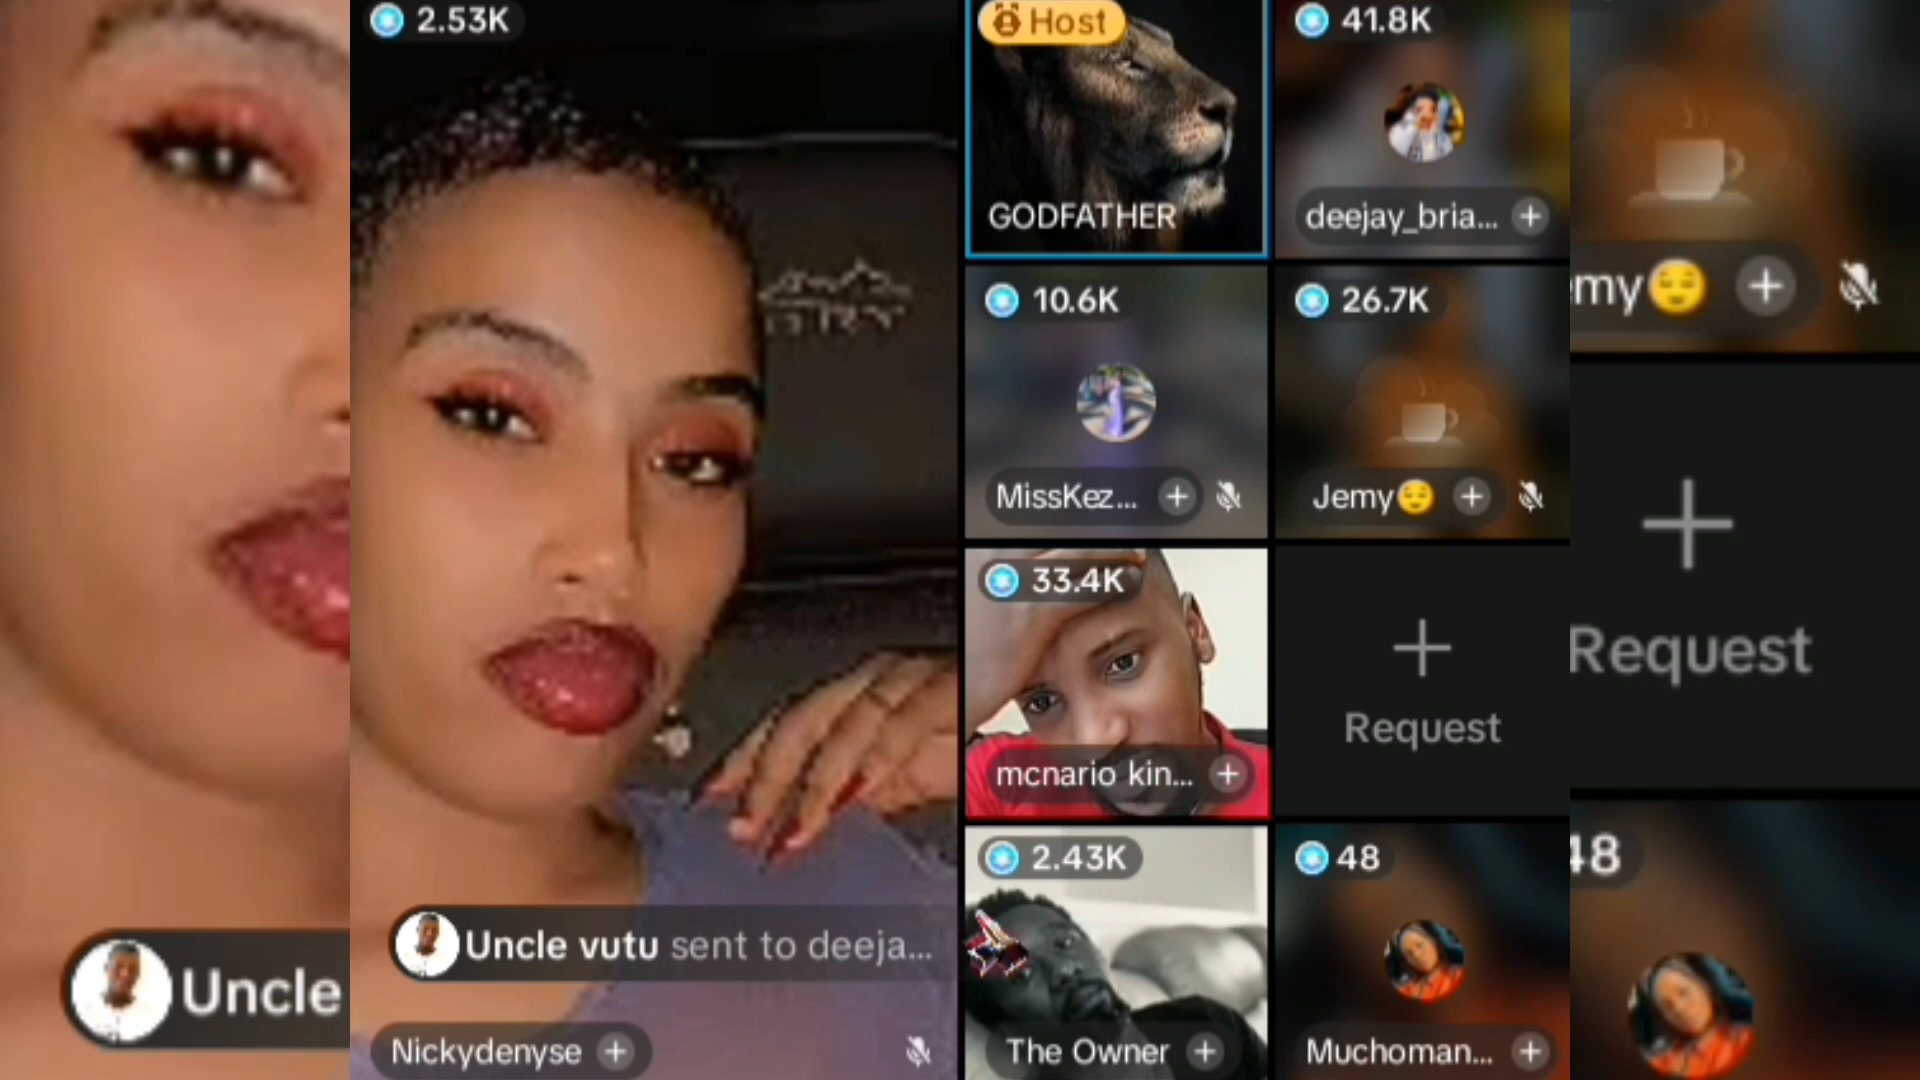 2.53K
Host
GODFATHER
41.8K
deejay_bria...
10.6K
MissKez...
26.7K
Jemy😌
33.4K
mcnario kin...
Request
2.43K
The Owner
48
Muchoman...
Uncle vutu sent to deeja...
Nickydenyse
Uncle
emy😌
Request
48